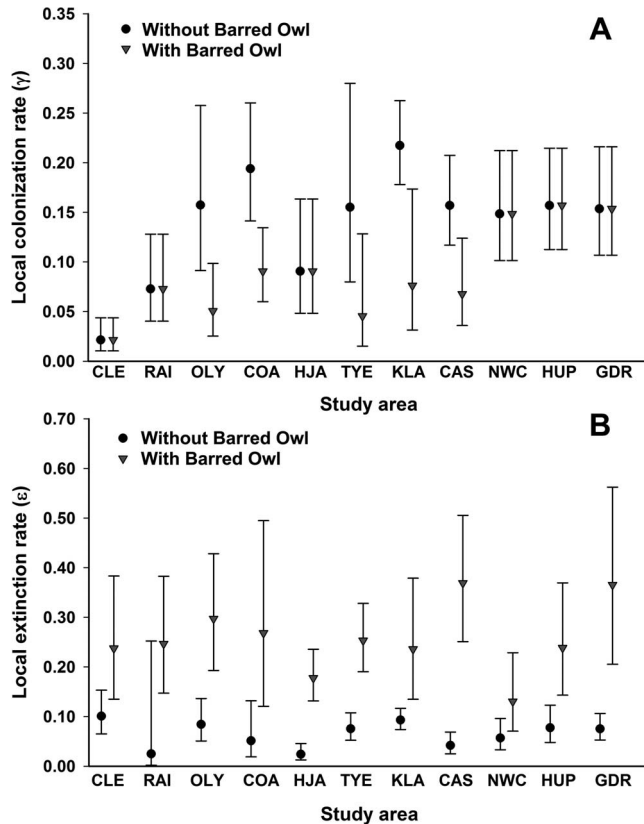 A
Without Barred Owl
With Barred Owl
Local colonization rate (γ)
0.35
0.30
0.25
0.20
0.15
0.10
0.05
0.00
CLE RAI OLY COA HJA TYE KLA CAS NWC HUP GDR
Study area
B
Without Barred Owl
With Barred Owl
Local extinction rate (ε)
0.70
0.60
0.50
0.40
0.30
0.20
0.10
0.00
CLE RAI OLY COA HJA TYE KLA CAS NWC HUP GDR
Study area